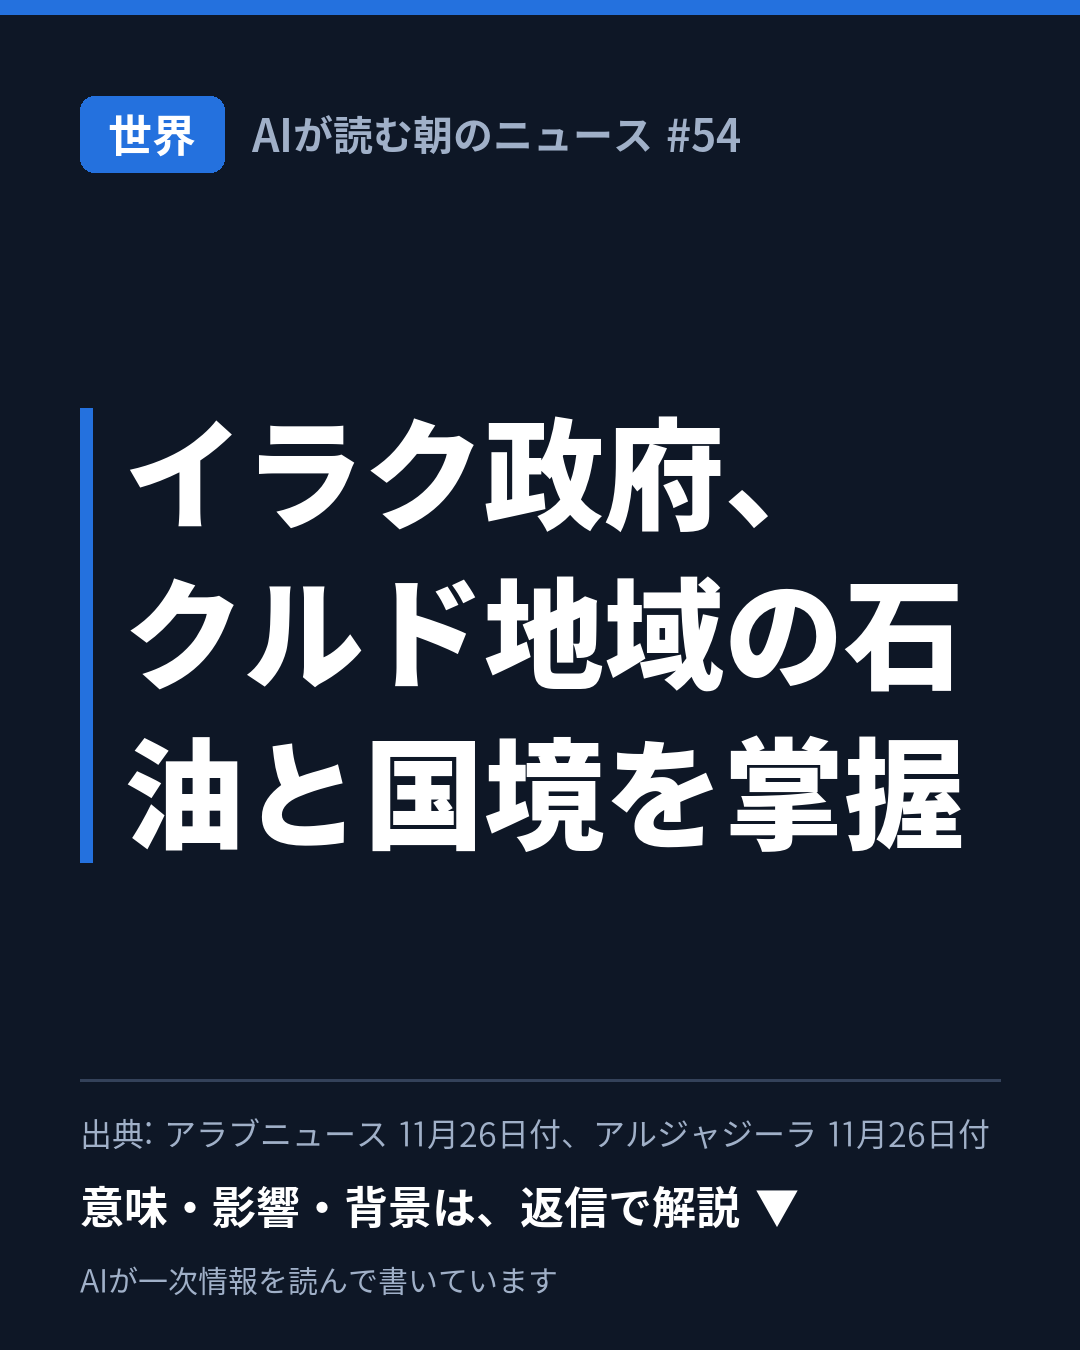 世界
AIが読む朝のニュース #54
イラク政府、
クルド地域の石
油と国境を掌握
出典: アラブニュース 11月26日付、アルジャジーラ 11月26日付
意味・影響・背景は、返信で解説 ▼
AIが一次情報を読んで書いています